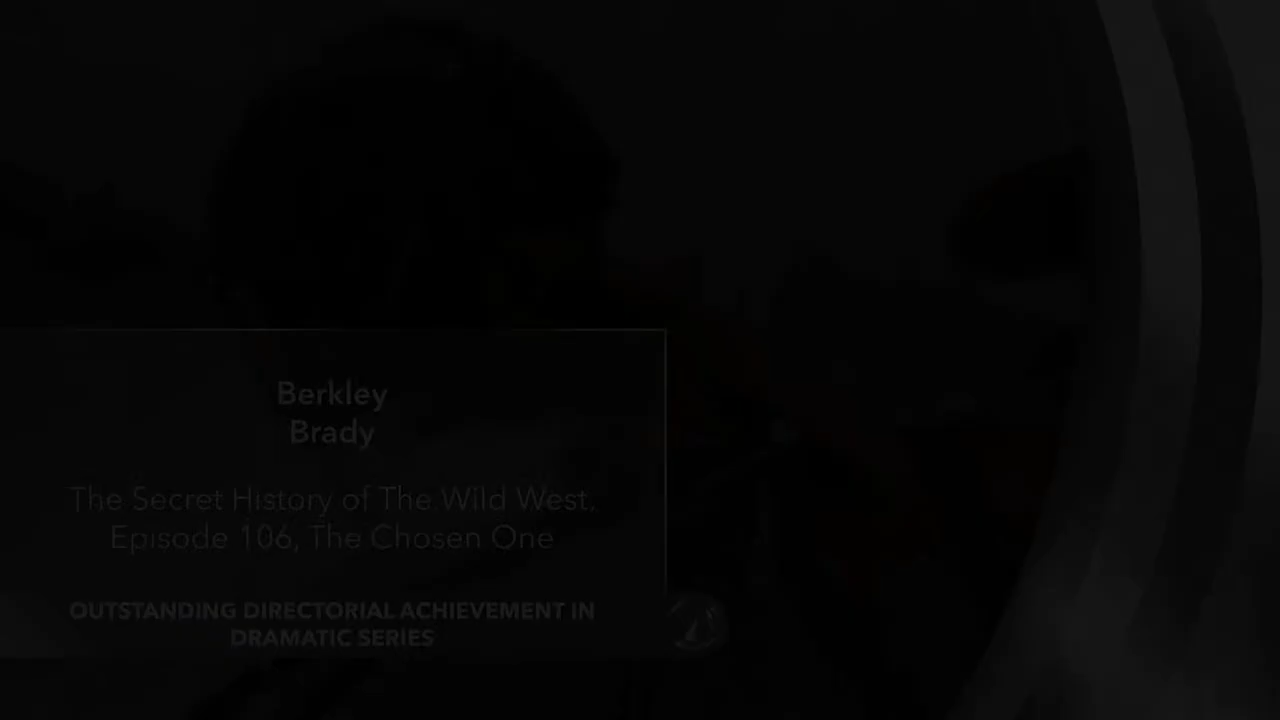 Berkley
Brady
The Secret History of The Wild West,
Episode 106, The Chosen One
OUTSTANDING DIRECTORIAL ACHIEVEMENT IN
DRAMATIC SERIES